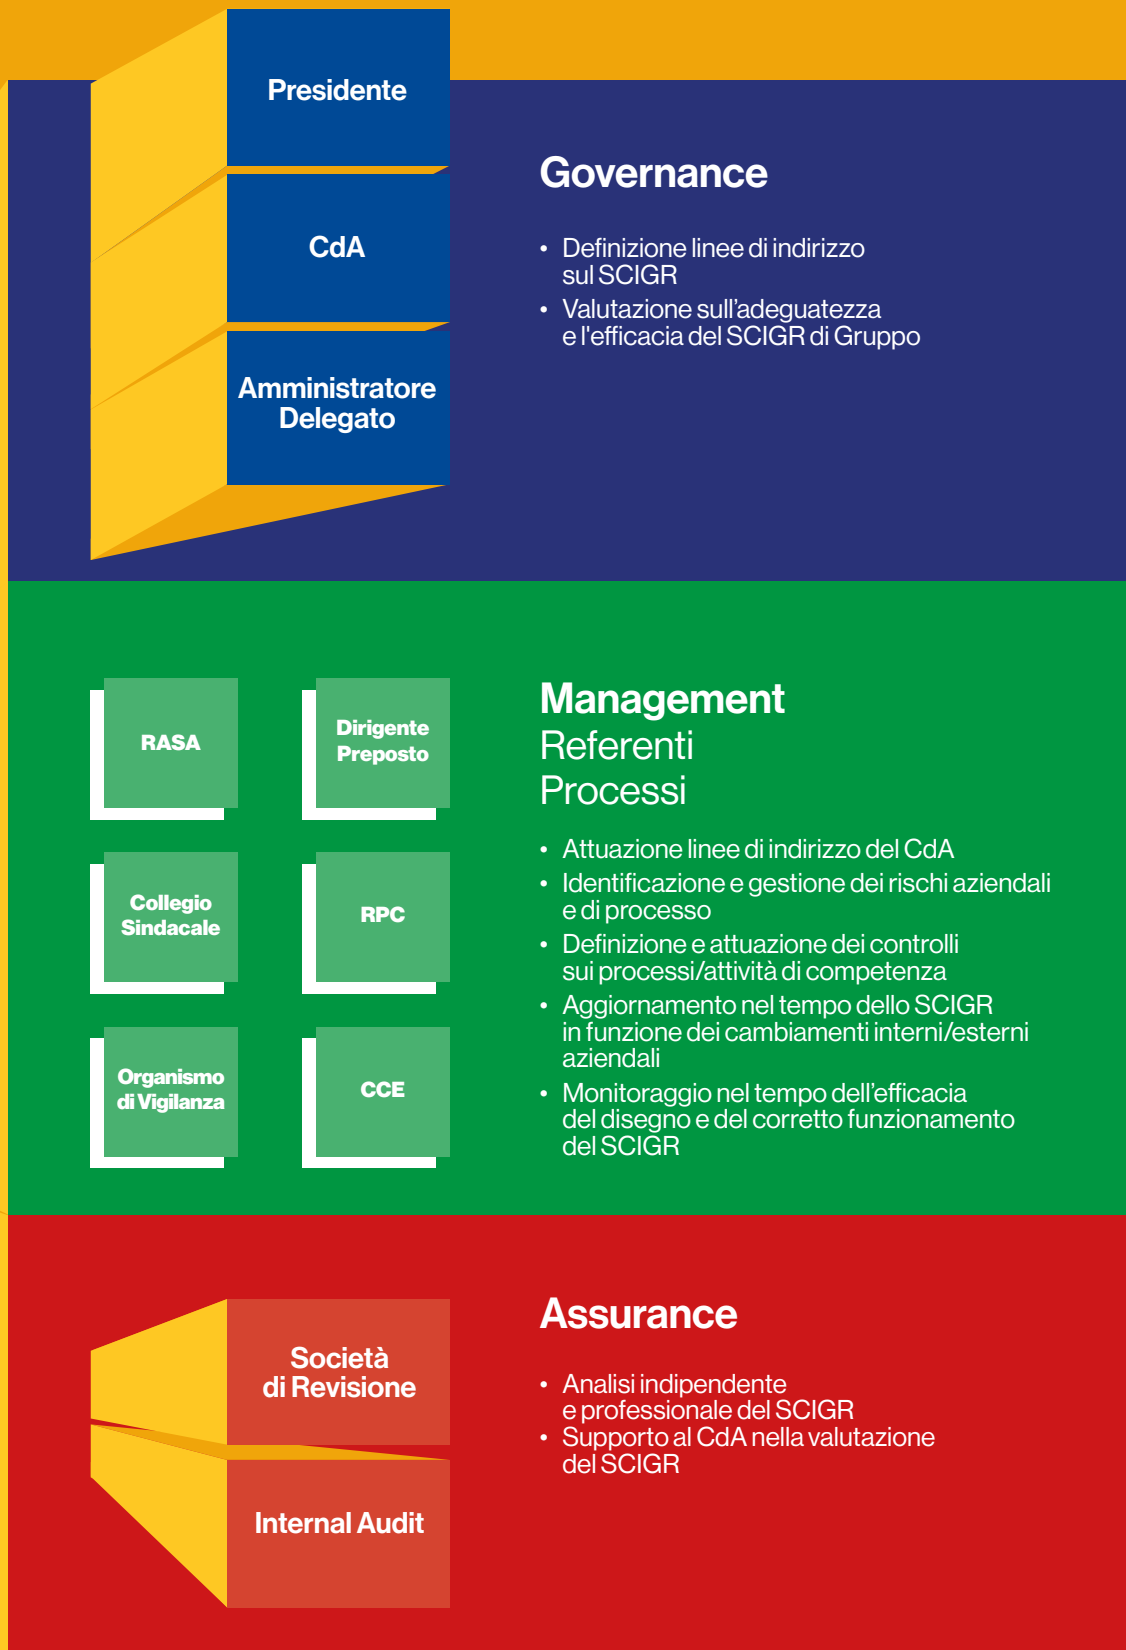 Presidente
CdA
Amministratore
Delegato
Governance
• Definizione linee di indirizzo
sul SCIGR
• Valutazione sull’adeguatezza
e l'efficacia del SCIGR di Gruppo
RASA
Dirigente
Preposto
Collegio
Sindacale
RPC
Organismo
di Vigilanza
CCE
Management
Referenti
Processi
• Attuazione linee di indirizzo del CdA
• Identificazione e gestione dei rischi aziendali
e di processo
• Definizione e attuazione dei controlli
sui processi/attività di competenza
• Aggiornamento nel tempo dello SCIGR
in funzione dei cambiamenti interni/esterni
aziendali
• Monitoraggio nel tempo dell’efficacia
del disegno e del corretto funzionamento
del SCIGR
Società
di Revisione
Internal Audit
Assurance
• Analisi indipendente
e professionale del SCIGR
• Supporto al CdA nella valutazione
del SCIGR